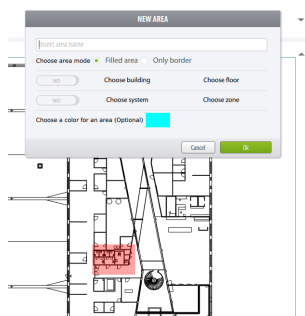 NEW AREA
Insert area name
Choose area mode Filled area Only border
NO Choose building Choose floor
NO Choose system Choose zone
Choose a color for an area (Optional)
Cancel Ok